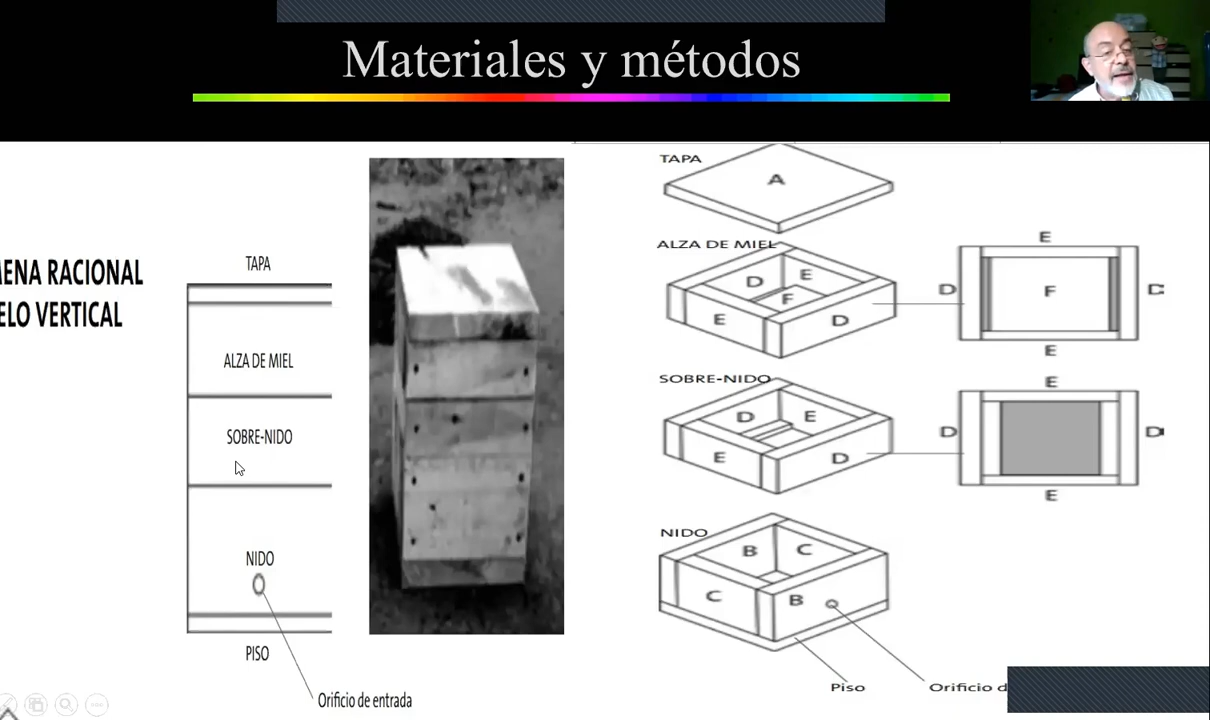 Materiales y métodos
ENA RACIONAL
ELO VERTICAL
TAPA
ALZA DE MIEL
SOBRE-NIDO
NIDO
PISO
Orificio de entrada
TAPA
A
ALZA DE MIEL
D
E
F
E
D
E
D
F
D
E
SOBRE-NIDO
D
E
E
D
E
D
D
E
NIDO
B
C
C
B
Piso
Orificio d